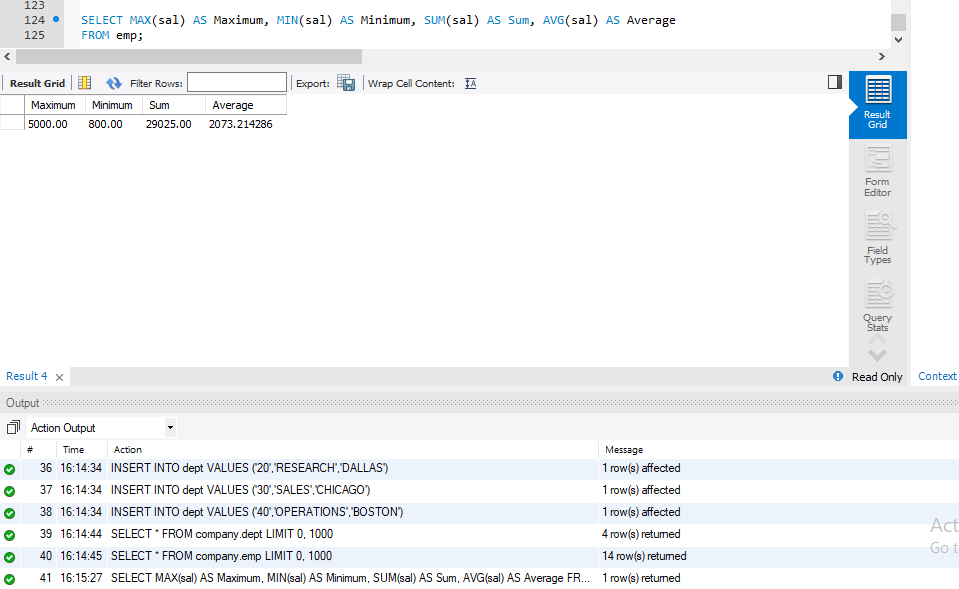 123
124 SELECT MAX(sal) AS Maximum, MIN(sal) AS Minimum, SUM(sal) AS Sum, AVG(sal) AS Average
125 FROM emp;
Result Grid Filter Rows: Export: Wrap Cell Content:
Maximum Minimum Sum Average
5000.00 800.00 29025.00 2073.214286
Result
Grid
Form
Editor
Field
Types
Query
Stats
Result 4 Read Only Context
Output
Action Output
# Time Action Message
36 16:14:34 INSERT INTO dept VALUES ('20','RESEARCH','DALLAS') 1 row(s) affected
37 16:14:34 INSERT INTO dept VALUES ('30','SALES','CHICAGO') 1 row(s) affected
38 16:14:34 INSERT INTO dept VALUES ('40','OPERATIONS','BOSTON') 1 row(s) affected
39 16:14:44 SELECT * FROM company.dept LIMIT 0, 1000 4 row(s) returned
40 16:14:45 SELECT * FROM company.emp LIMIT 0, 1000 14 row(s) returned
41 16:15:27 SELECT MAX(sal) AS Maximum, MIN(sal) AS Minimum, SUM(sal) AS Sum, AVG(sal) AS Average FR... 1 row(s) returned
Act
Go t